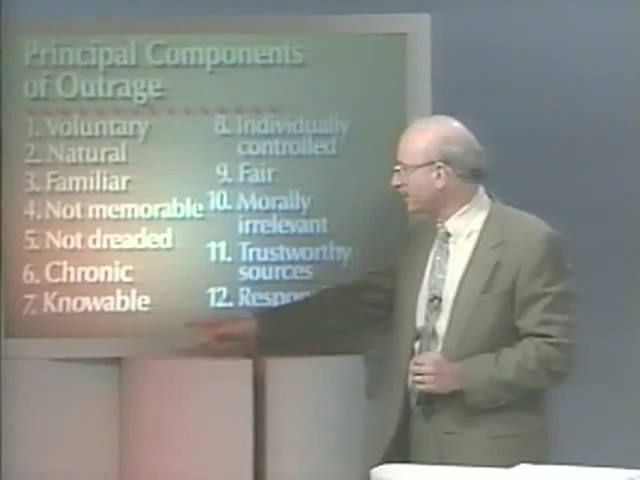 Principal Components
of Outrage
1. Voluntary
2. Natural
3. Familiar
4. Not memorable
5. Not dreaded
6. Chronic
7. Knowable
8. Individually
controlled
9. Fair
10. Morally
irrelevant
11. Trustworthy
sources
12.